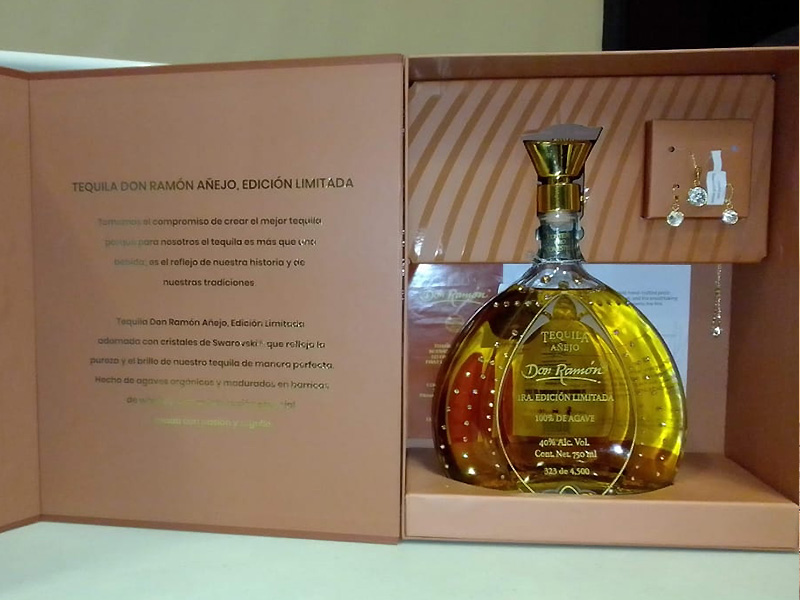 TEQUILA DON RAMÓN AÑEJO, EDICIÓN LIMITADA
Tomamos el compromiso de crear el mejor tequila
porque para nosotros el tequila es más que una
bebida; es el reflejo de nuestra historia y de
nuestras tradiciones
Tequila Don Ramón Añejo, Edición Limitada
adornada con cristales de Swarovski® que refleja la
pureza y el brillo de nuestro tequila de manera perfecta.
Hecho de agaves orgánicos y madurados en barricas
de
TEQUILA
AÑEJO
Don Ramón
1RA. EDICIÓN LIMITADA
100% DE AGAVE
40% Alc. Vol.
Cont. Net. 750 ml
323 de 4,500
Don Ramón